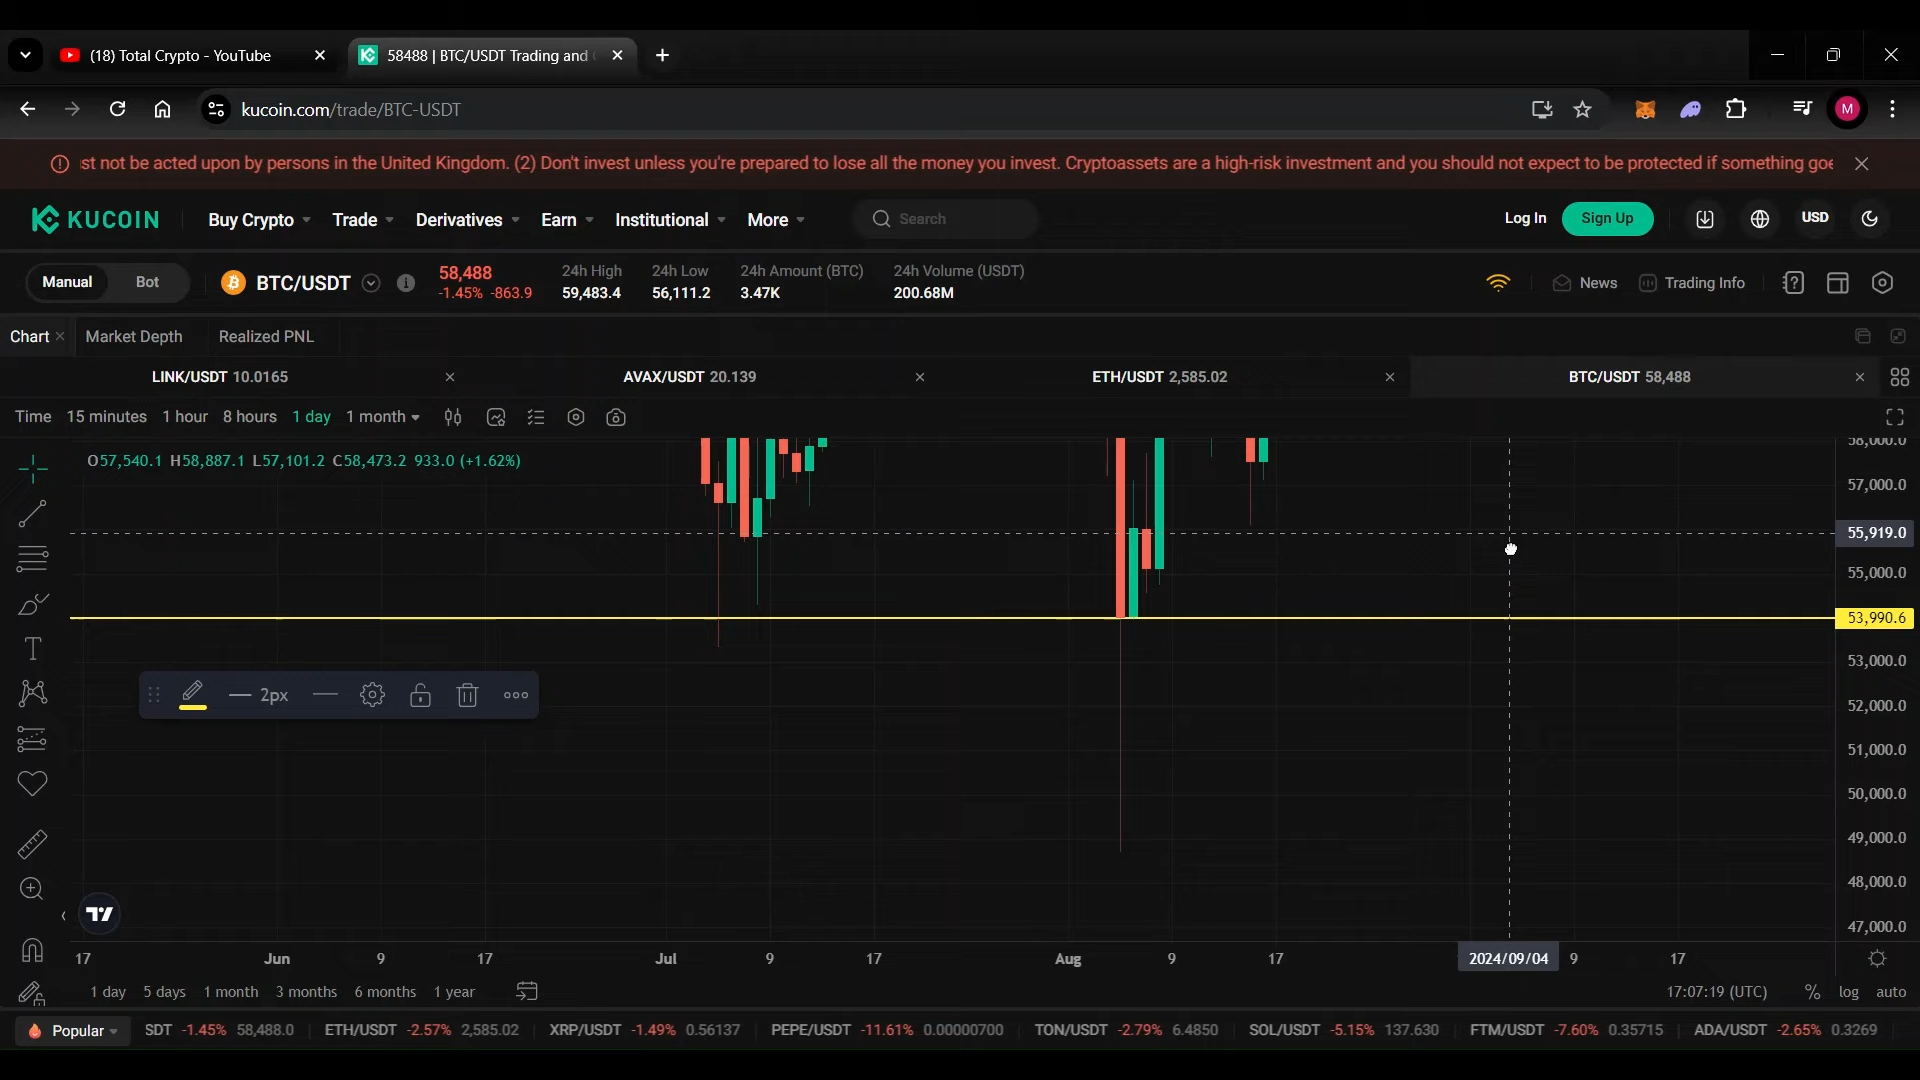 (18) Total Crypto - YouTube
58488 | BTC/USDT Trading and
kucoin.com/trade/BTC-USDT
M
st not be acted upon by persons in the United Kingdom. (2) Don't invest unless you're prepared to lose all the money you invest. Cryptoassets are a high-risk investment and you should not expect to be protected if something goe
KUCOIN Buy Crypto Trade Derivatives Earn Institutional More Search Log In Sign Up USD
Manual Bot BTC/USDT 58,488 24h High 24h Low 24h Amount (BTC) 24h Volume (USDT) News Trading Info
-1.45% -863.9 59,483.4 56,111.2 3.47K 200.68M
Chart Market Depth Realized PNL
LINK/USDT 10.0165 AVAX/USDT 20.139 ETH/USDT 2,585.02 BTC/USDT 58,488
Time 15 minutes 1 hour 8 hours 1 day 1 month
58,000.0
O57,540.1 H58,887.1 L57,101.2 C58,473.2 933.0 (+1.62%)
57,000.0
55,919.0
55,000.0
53,990.6
53,000.0
2px
52,000.0
51,000.0
50,000.0
49,000.0
48,000.0
47,000.0
17 Jun 9 17 Jul 9 17 Aug 9 17 2024/09/04 9 17
1 day 5 days 1 month 3 months 6 months 1 year 17:07:19 (UTC) % log auto
Popular SDT -1.45% 58,488.0 ETH/USDT -2.57% 2,585.02 XRP/USDT -1.49% 0.56137 PEPE/USDT -11.61% 0.00000700 TON/USDT -2.79% 6.4850 SOL/USDT -5.15% 137.630 FTM/USDT -7.60% 0.35715 ADA/USDT -2.65% 0.3269